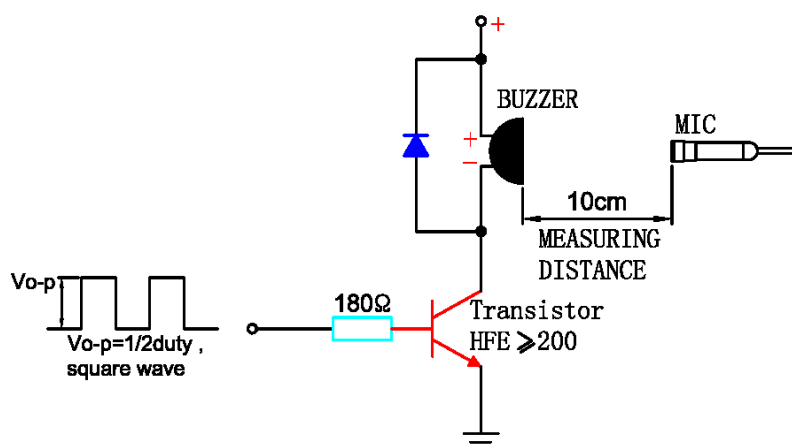 +
BUZZER
+
−
MIC
10cm
MEASURING
DISTANCE
Vo-p
180Ω
Transistor
HFE ⩾200
Vo-p=1/2duty ,
square wave